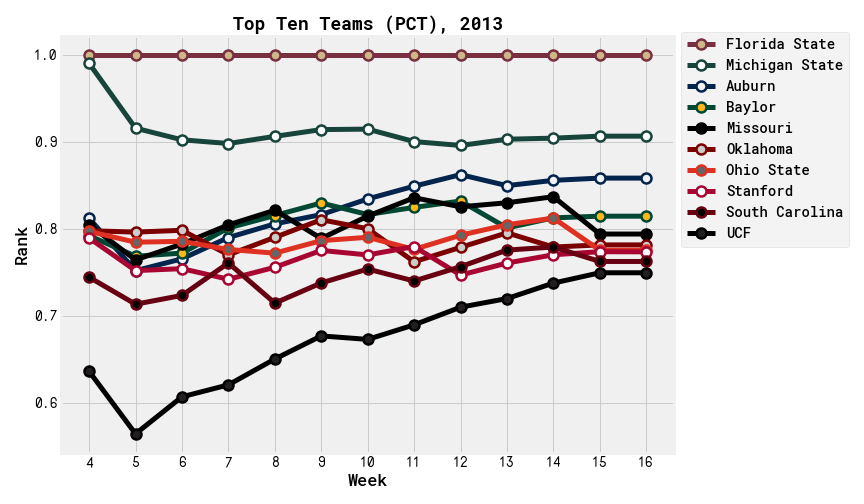 Top Ten Teams (PCT), 2013
Florida State
Michigan State
Auburn
Baylor
Missouri
Oklahoma
Ohio State
Stanford
South Carolina
UCF
1.0
0.9
0.8
0.7
0.6
Rank
4 5 6 7 8 9 10 11 12 13 14 15 16
Week